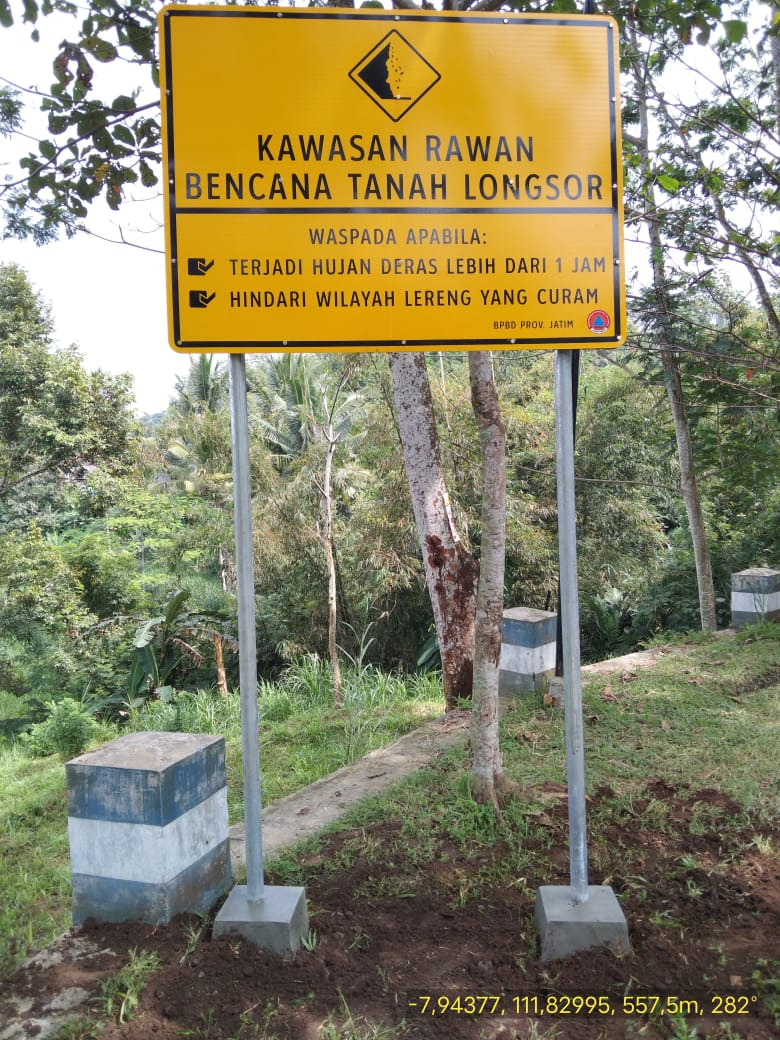 KAWASAN RAWAN
BENCANA TANAH LONGSOR
WASPADA APABILA:
TERJADI HUJAN DERAS LEBIH DARI 1 JAM
HINDARI WILAYAH LERENG YANG CURAM
BPBD PROV. JATIM
-7,94377, 111,82995, 557,5m, 282°